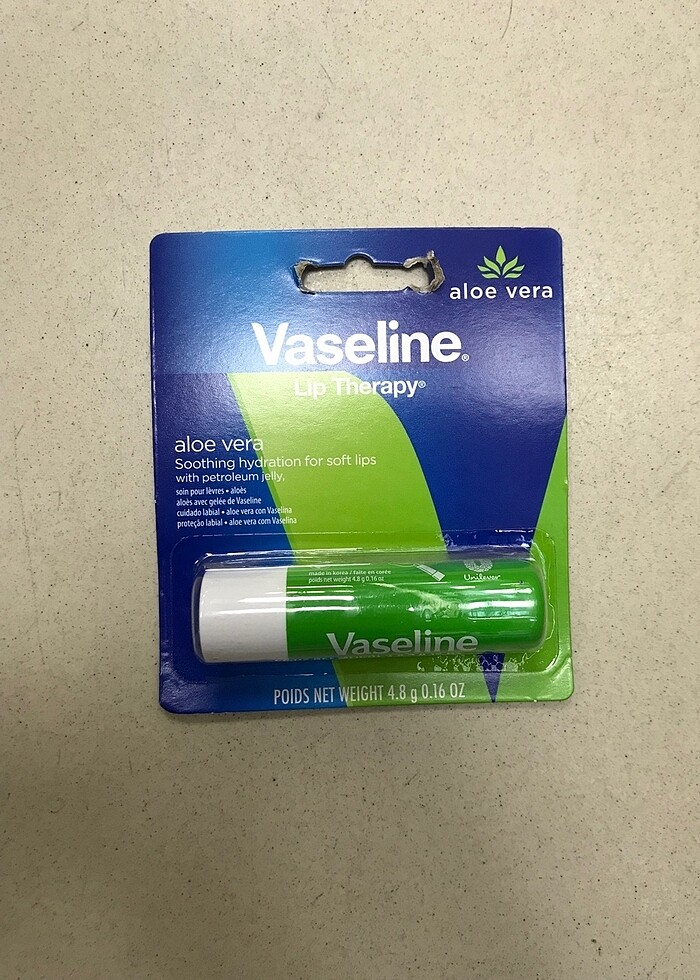 aloe vera
Vaseline®
Lip Therapy®
aloe vera
Soothing hydration for soft lips
with petroleum jelly,
soin pour lèvres • aloès
aloès avec gelée de Vaseline
cuidado labial • aloe vera con Vaselina
proteção labial • aloe vera com Vaselina
made in korea / faite en corée
poids net weight 4.8 g 0.16 oz
Unilever
Vaseline
POIDS NET WEIGHT 4.8 g 0.16 OZ